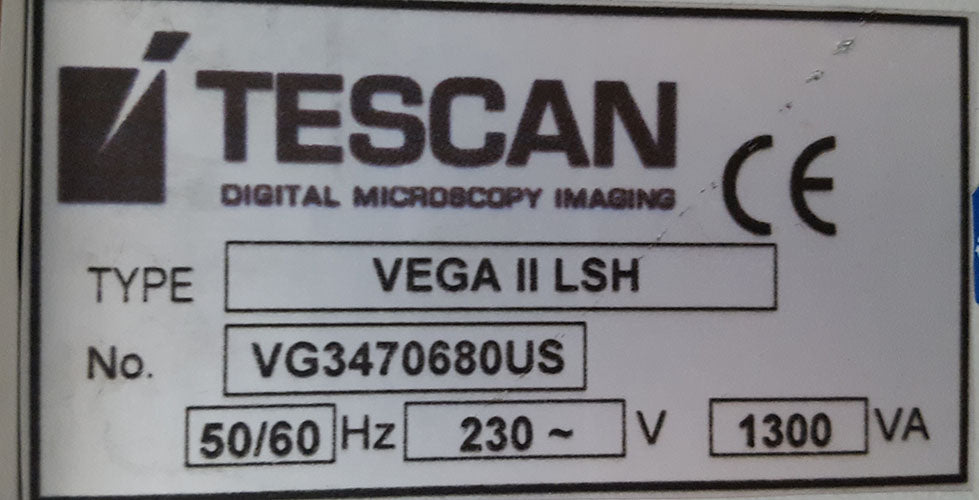 TESCAN
DIGITAL MICROSCOPY IMAGING
CE
TYPE VEGA II LSH
No. VG3470680US
50/60 Hz 230 ~ V 1300 VA